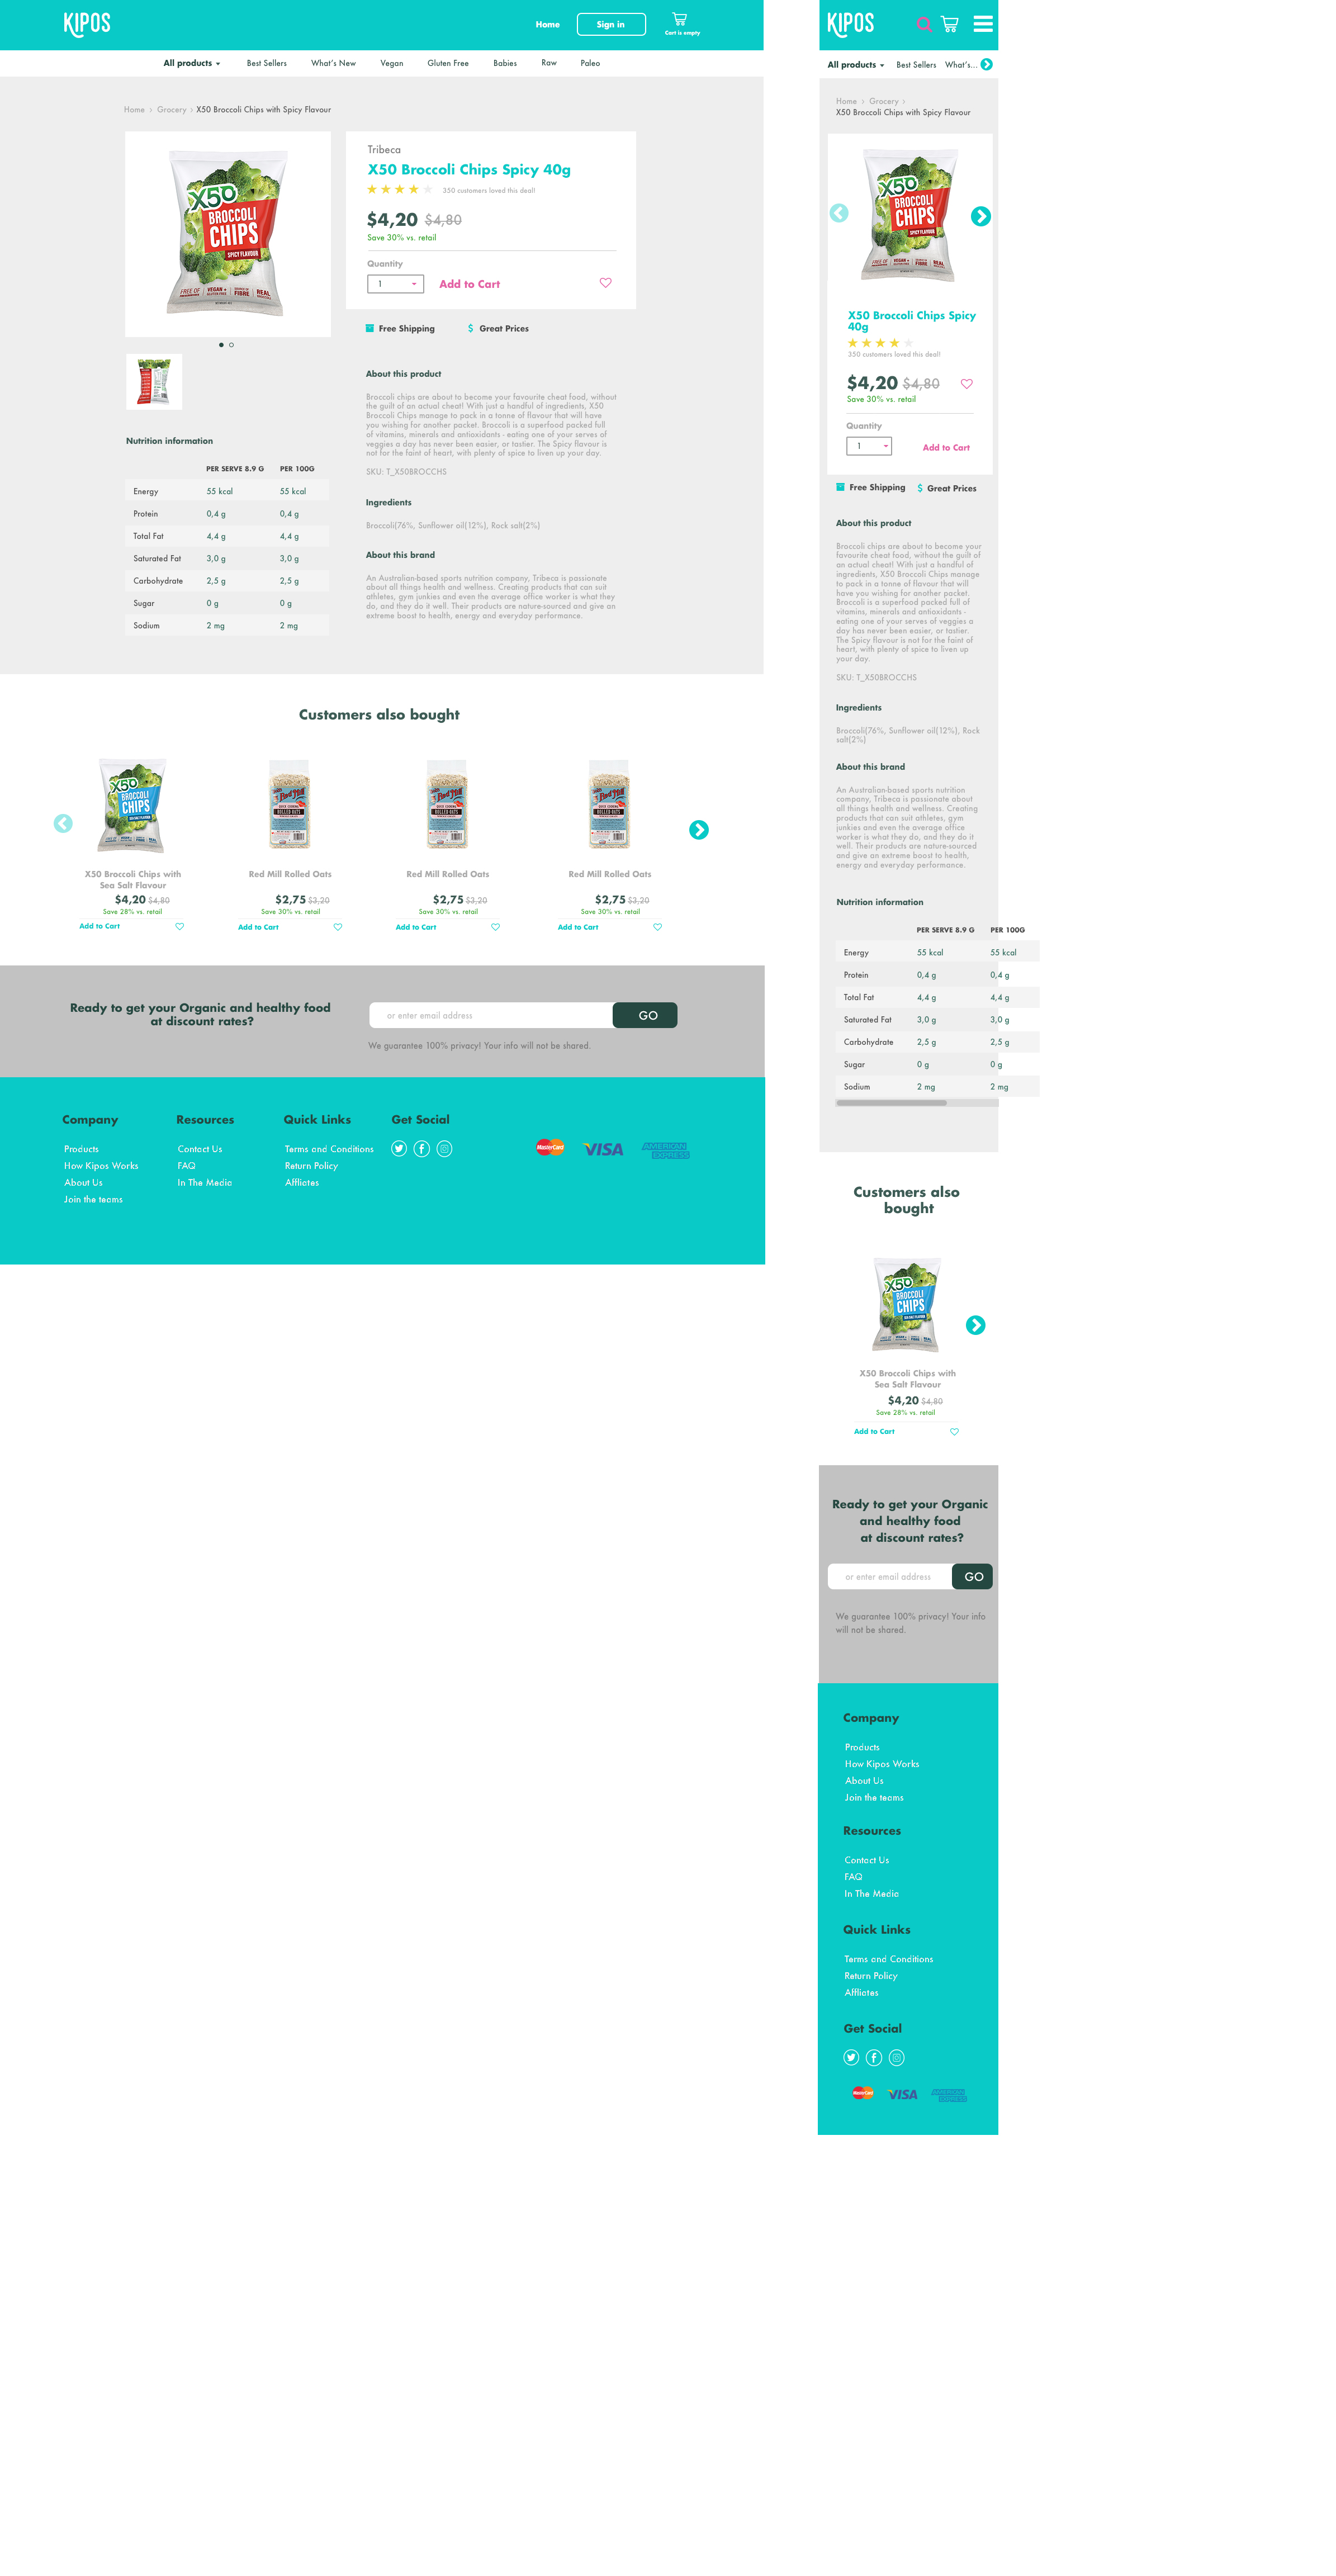 KIPOS
Home
Sign in
Cart is empty
All products
Best Sellers
What's New
Vegan
Gluten Free
Babies
Raw
Paleo
Home › Grocery › X50 Broccoli Chips with Spicy Flavour
X50
BROCCOLI
CHIPS
SPICY FLAVOUR
Tribeca
X50 Broccoli Chips Spicy 40g
350 customers loved this deal!
$4,20 $4,80
Save 30% vs. retail
Quantity
1
Add to Cart
Free Shipping
$ Great Prices
About this product
Broccoli chips are about to become your favourite cheat food, without
the guilt of an actual cheat! With just a handful of ingredients, X50
Broccoli Chips manage to pack in a tonne of flavour that will have
you wishing for another packet. Broccoli is a superfood packed full
of vitamins, minerals and antioxidants - eating one of your serves of
veggies a day has never been easier, or tastier. The Spicy flavour is
not for the faint of heart, with plenty of spice to liven up your day.
SKU: T_X50BROCCHS
Ingredients
Broccoli(76%, Sunflower oil(12%), Rock salt(2%)
About this brand
An Australian-based sports nutrition company, Tribeca is passionate
about all things health and wellness. Creating products that can suit
athletes, gym junkies and even the average office worker is what they
do, and they do it well. Their products are nature-sourced and give an
extreme boost to health, energy and everyday performance.
Nutrition information
PER SERVE 8.9 G PER 100G
Energy 55 kcal 55 kcal
Protein 0,4 g 0,4 g
Total Fat 4,4 g 4,4 g
Saturated Fat 3,0 g 3,0 g
Carbohydrate 2,5 g 2,5 g
Sugar 0 g 0 g
Sodium 2 mg 2 mg
Customers also bought
X50
BROCCOLI
CHIPS
X50 Broccoli Chips with
Sea Salt Flavour
$4,20 $4,80
Save 28% vs. retail
Add to Cart
Red Mill Rolled Oats
$2,75 $3,20
Save 30% vs. retail
Add to Cart
Red Mill Rolled Oats
$2,75 $3,20
Save 30% vs. retail
Add to Cart
Red Mill Rolled Oats
$2,75 $3,20
Save 30% vs. retail
Add to Cart
Ready to get your Organic and healthy food
at discount rates?
or enter email address
GO
We guarantee 100% privacy! Your info will not be shared.
Company
Products
How Kipos Works
About Us
Join the teams
Resources
Contact Us
FAQ
In The Media
Quick Links
Terms and Conditions
Return Policy
Affliates
Get Social
MasterCard
VISA
AMERICAN
EXPRESS
KIPOS
All products
Best Sellers
What's...
Home › Grocery ›
X50 Broccoli Chips with Spicy Flavour
X50
BROCCOLI
CHIPS
SPICY FLAVOUR
X50 Broccoli Chips Spicy
40g
350 customers loved this deal!
$4,20 $4,80
Save 30% vs. retail
Quantity
1
Add to Cart
Free Shipping
$ Great Prices
About this product
Broccoli chips are about to become your
favourite cheat food, without the guilt of
an actual cheat! With just a handful of
ingredients, X50 Broccoli Chips manage
to pack in a tonne of flavour that will
have you wishing for another packet.
Broccoli is a superfood packed full of
vitamins, minerals and antioxidants -
eating one of your serves of veggies a
day has never been easier, or tastier.
The Spicy flavour is not for the faint of
heart, with plenty of spice to liven up
your day.
SKU: T_X50BROCCHS
Ingredients
Broccoli(76%, Sunflower oil(12%), Rock
salt(2%)
About this brand
An Australian-based sports nutrition
company, Tribeca is passionate about
all things health and wellness. Creating
products that can suit athletes, gym
junkies and even the average office
worker is what they do, and they do it
well. Their products are nature-sourced
and give an extreme boost to health,
energy and everyday performance.
Nutrition information
PER SERVE 8.9 G PER 100G
Energy 55 kcal 55 kcal
Protein 0,4 g 0,4 g
Total Fat 4,4 g 4,4 g
Saturated Fat 3,0 g 3,0 g
Carbohydrate 2,5 g 2,5 g
Sugar 0 g 0 g
Sodium 2 mg 2 mg
Customers also
bought
X50
BROCCOLI
CHIPS
X50 Broccoli Chips with
Sea Salt Flavour
$4,20 $4,80
Save 28% vs. retail
Add to Cart
Ready to get your Organic
and healthy food
at discount rates?
or enter email address
GO
We guarantee 100% privacy! Your info
will not be shared.
Company
Products
How Kipos Works
About Us
Join the teams
Resources
Contact Us
FAQ
In The Media
Quick Links
Terms and Conditions
Return Policy
Affliates
Get Social
MasterCard
VISA
AMERICAN
EXPRESS